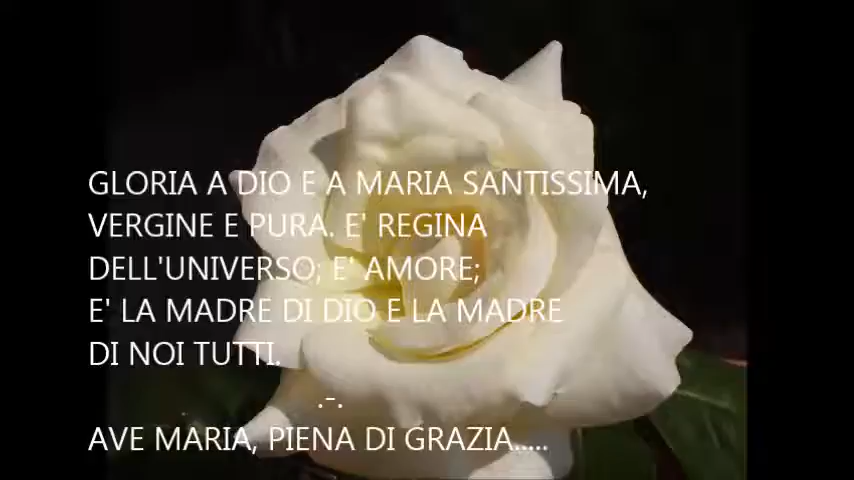 GLORIA A DIO E A MARIA SANTISSIMA,
VERGINE E PURA. E' REGINA
DELL'UNIVERSO; E' AMORE;
E' LA MADRE DI DIO E LA MADRE
DI NOI TUTTI.
.-.
AVE MARIA, PIENA DI GRAZIA.....